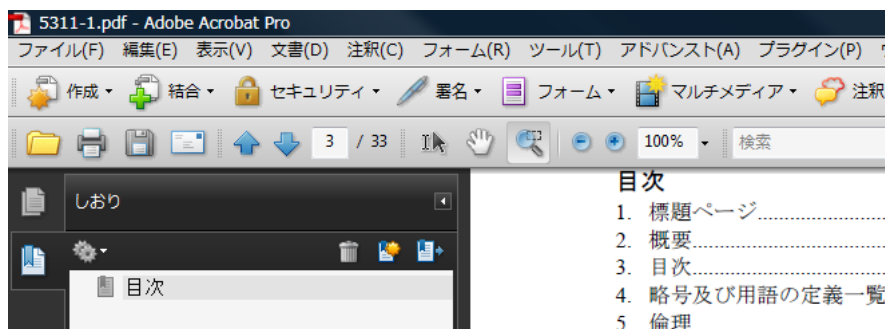 5311-1.pdf - Adobe Acrobat Pro
ファイル(F) 編集(E) 表示(V) 文書(D) 注釈(C) フォーム(R) ツール(T) アドバンスト(A) プラグイン(P)
作成 結合 セキュリティ 署名 フォーム マルチメディア 注釈
3 / 33 100% 検索
しおり
目次
目次
1. 標題ページ
2. 概要
3. 目次
4. 略号及び用語の定義一覧
5 倫理